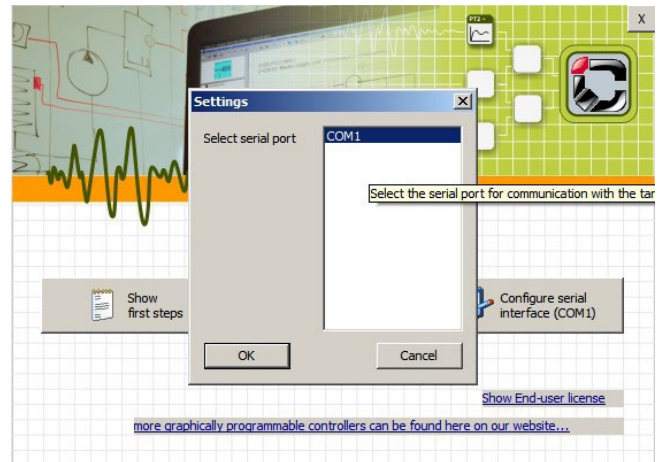 PT2 -
X
Settings
X
Select serial port
COM1
Select the serial port for communication with the tar
Show
first steps
Configure serial
interface (COM1)
OK
Cancel
Show End-user license
more graphically programmable controllers can be found here on our website...